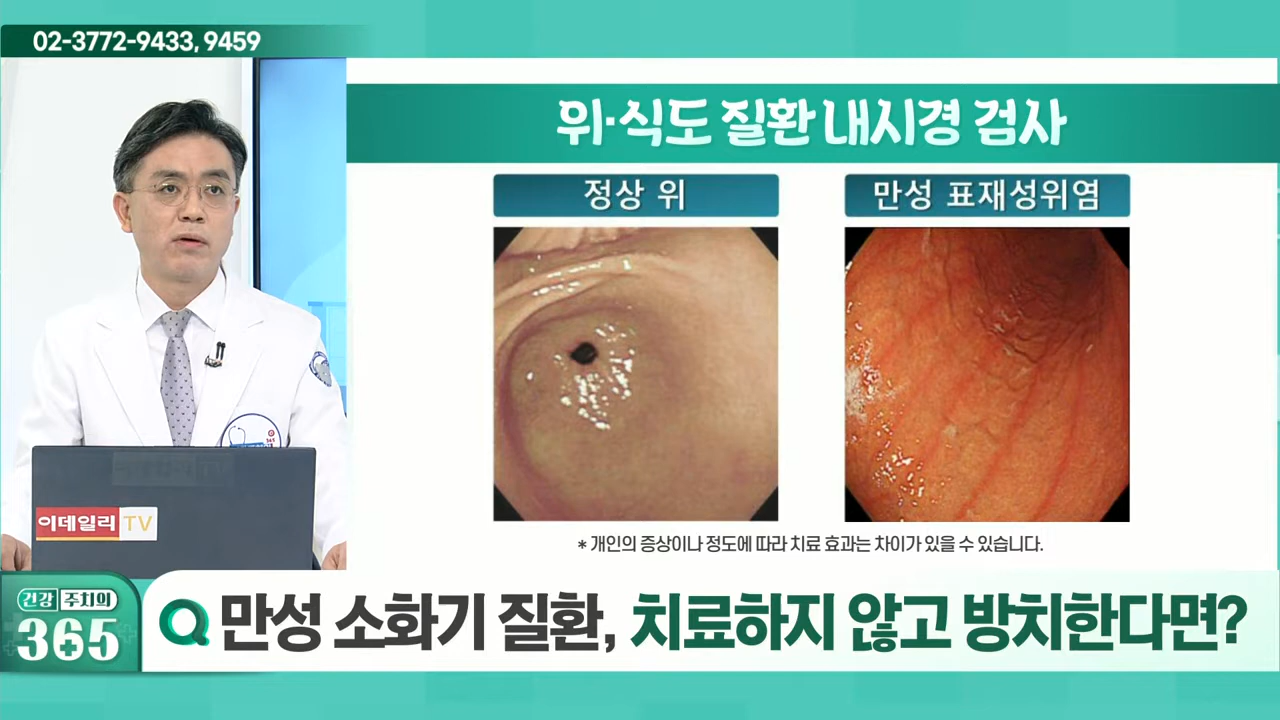 02-3772-9433, 9459
위·식도 질환 내시경 검사
정상 위
만성 표재성위염
이데일리 TV
* 개인의 증상이나 정도에 따라 치료 효과는 차이가 있을 수 있습니다.
건강 주치의
365
Q 만성 소화기 질환, 치료하지 않고 방치한다면?